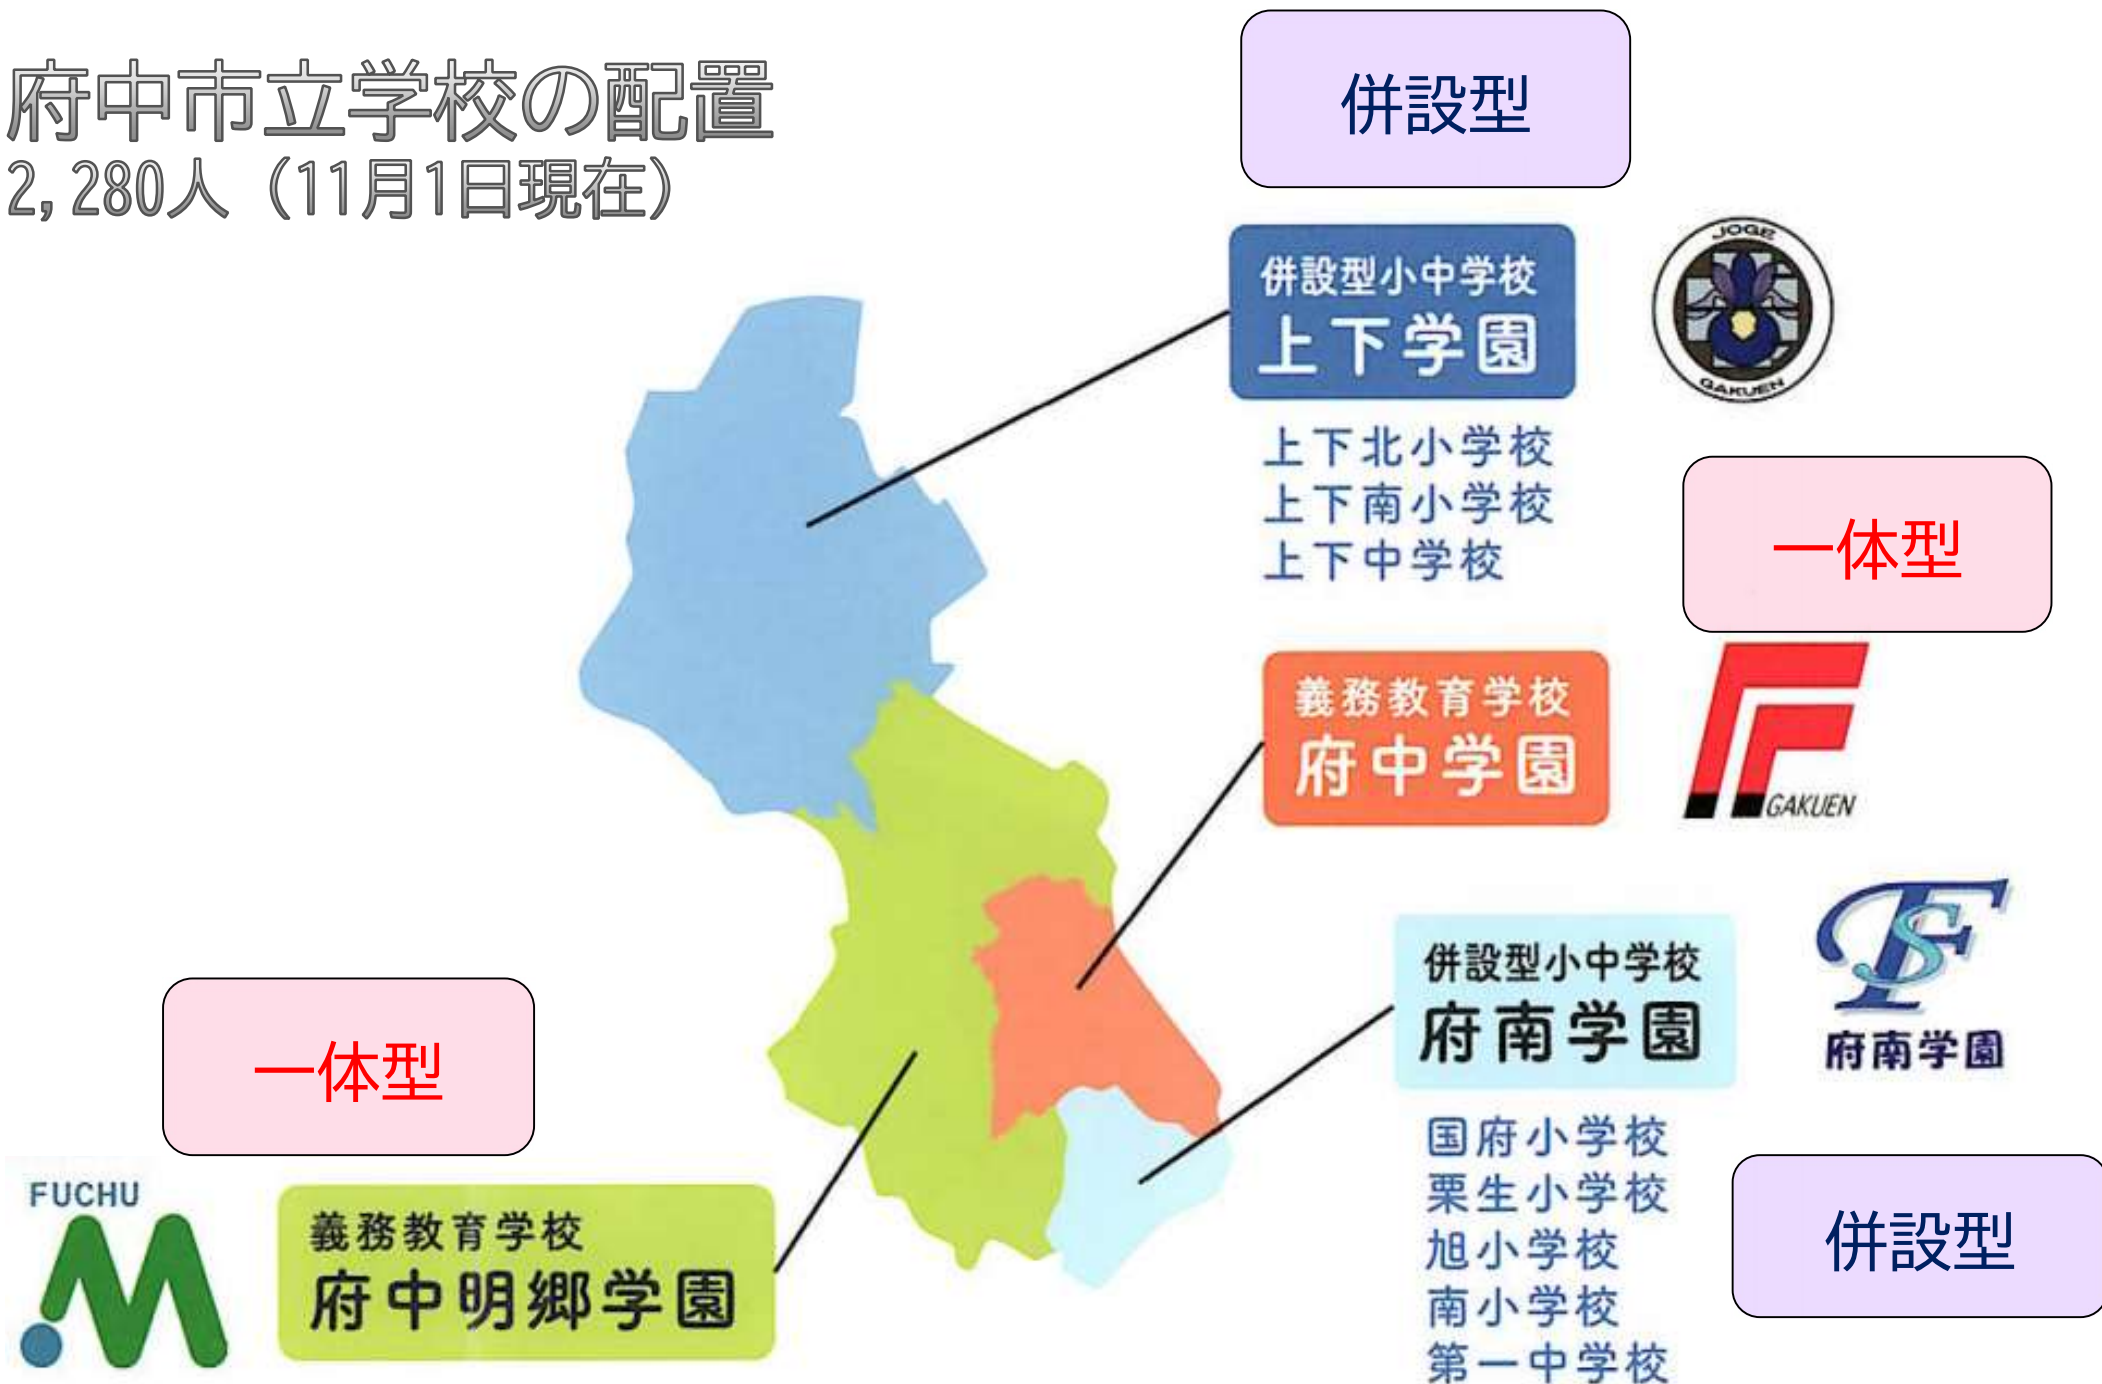 府中市立学校の配置
2,280人（11月1日現在）
併設型
併設型小中学校
上下学園
JOGE
GAKUEN
上下北小学校
上下南小学校
上下中学校
一体型
義務教育学校
府中学園
GAKUEN
併設型小中学校
府南学園
FS
府南学園
国府小学校
栗生小学校
旭小学校
南小学校
第一中学校
併設型
一体型
FUCHU
M
義務教育学校
府中明郷学園